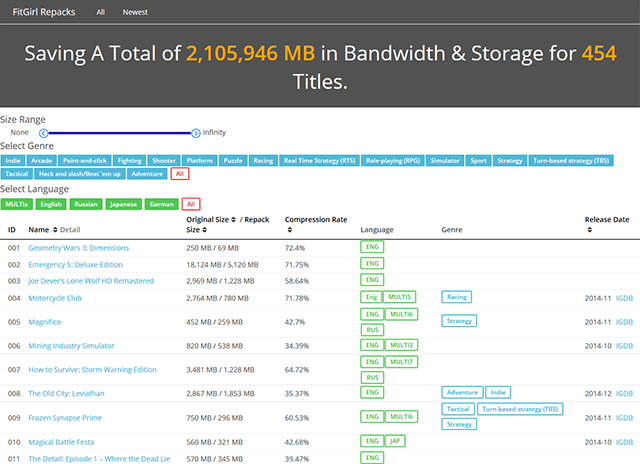 FitGirl Repacks All Newest
Saving A Total of 2,105,946 MB in Bandwidth & Storage for 454
Titles.
Size Range
None Infinity
Select Genre
Indie Arcade Point-and-click Fighting Shooter Platform Puzzle Racing Real Time Strategy (RTS) Role-playing (RPG) Simulator Sport Strategy Turn-based strategy (TBS)
Tactical Hack and slash/Beat 'em up Adventure All
Select Language
MULTIx English Russian Japanese German All
Original Size / Repack Compression Rate Release Date
ID Name Detail Size Language Genre
001 Geometry Wars 3: Dimensions 250 MB / 69 MB 72.4% ENG
002 Emergency 5: Deluxe Edition 18,124 MB / 5,120 MB 71.75% ENG
003 Joe Dever's Lone Wolf HD Remastered 2,969 MB / 1,228 MB 58.64% ENG
004 Motorcycle Club 2,764 MB / 780 MB 71.78% Eng MULTI5 Racing 2014-11 IGDB
ENG MULTI6
005 Magnifico 452 MB / 259 MB 42.7% Strategy 2014-11 IGDB
RUS
006 Mining Industry Simulator 820 MB / 538 MB 34.39% ENG MULTI3 2014-10 IGDB
ENG MULTI7
007 How to Survive: Storm Warning Edition 3,481 MB / 1,228 MB 64.72%
RUS
008 The Old City: Leviathan 2,867 MB / 1,853 MB 35.37% ENG Adventure Indie 2014-12 IGDB
Tactical Turn-based strategy (TBS)
009 Frozen Synapse Prime 750 MB / 296 MB 60.53% ENG MULTI6 2014-11 IGDB
Strategy
010 Magical Battle Festa 560 MB / 321 MB 42.68% ENG JAP 2014-10 IGDB
011 The Detail: Episode 1 – Where the Dead Lie 570 MB / 345 MB 39.47% ENG